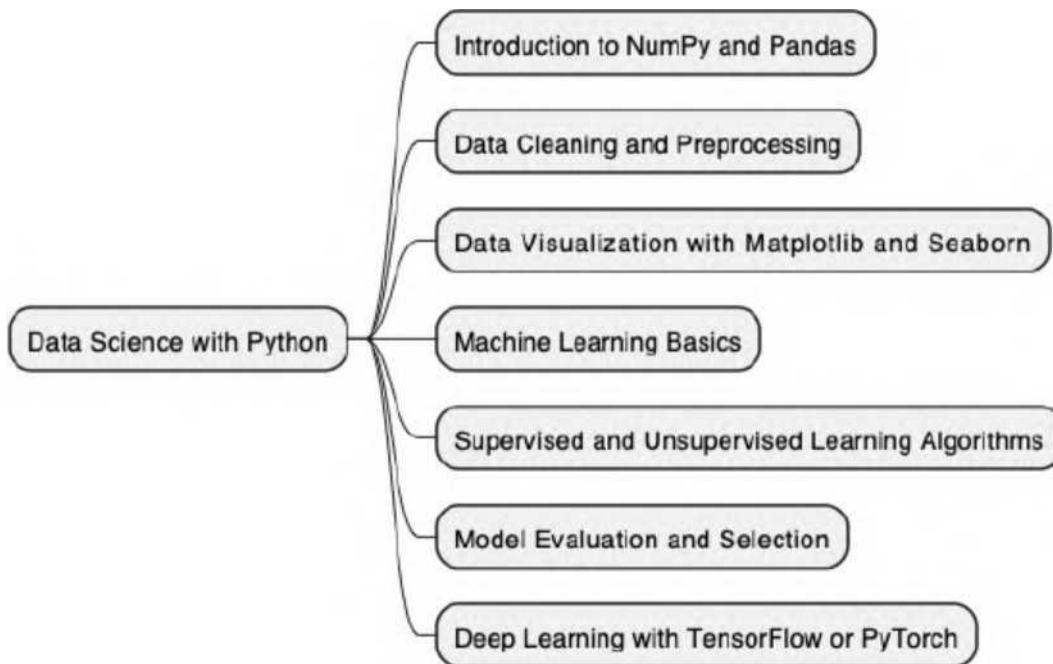 Introduction to NumPy and Pandas
Data Cleaning and Preprocessing
Data Visualization with Matplotlib and Seaborn
Data Science with Python
Machine Learning Basics
Supervised and Unsupervised Learning Algorithms
Model Evaluation and Selection
Deep Learning with TensorFlow or PyTorch